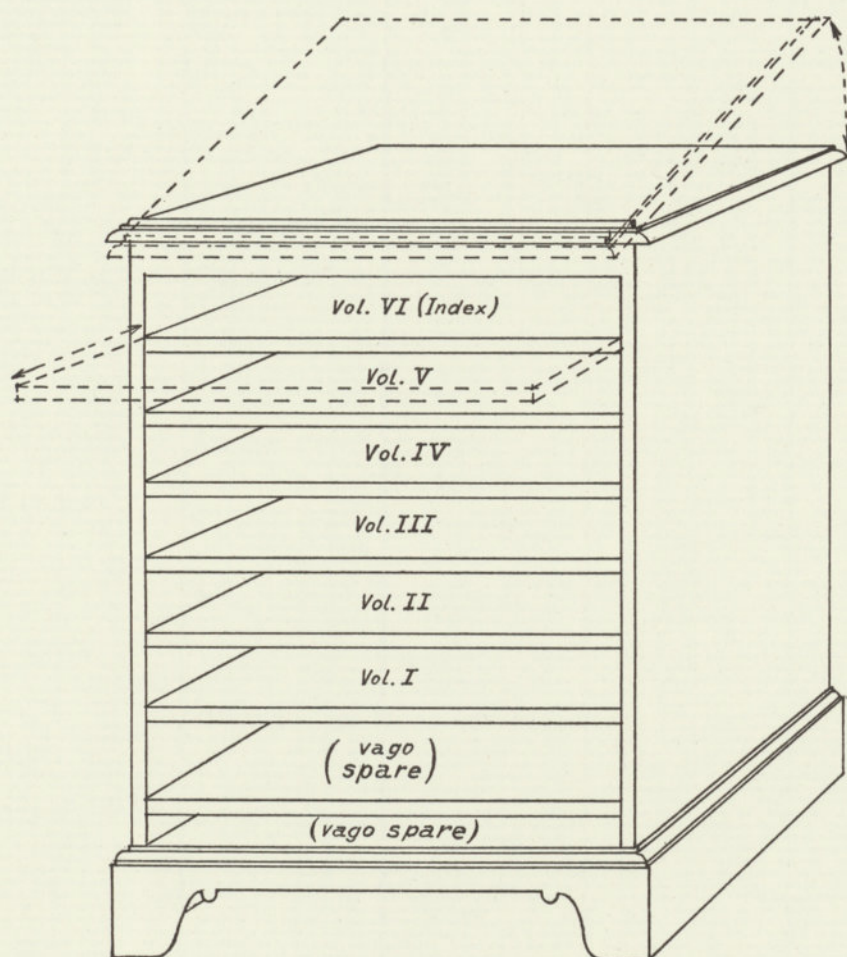 Vol. VI (Index)
Vol. V
Vol. IV
Vol. III
Vol. II
Vol. I
(vago
spare)
(vago spare)